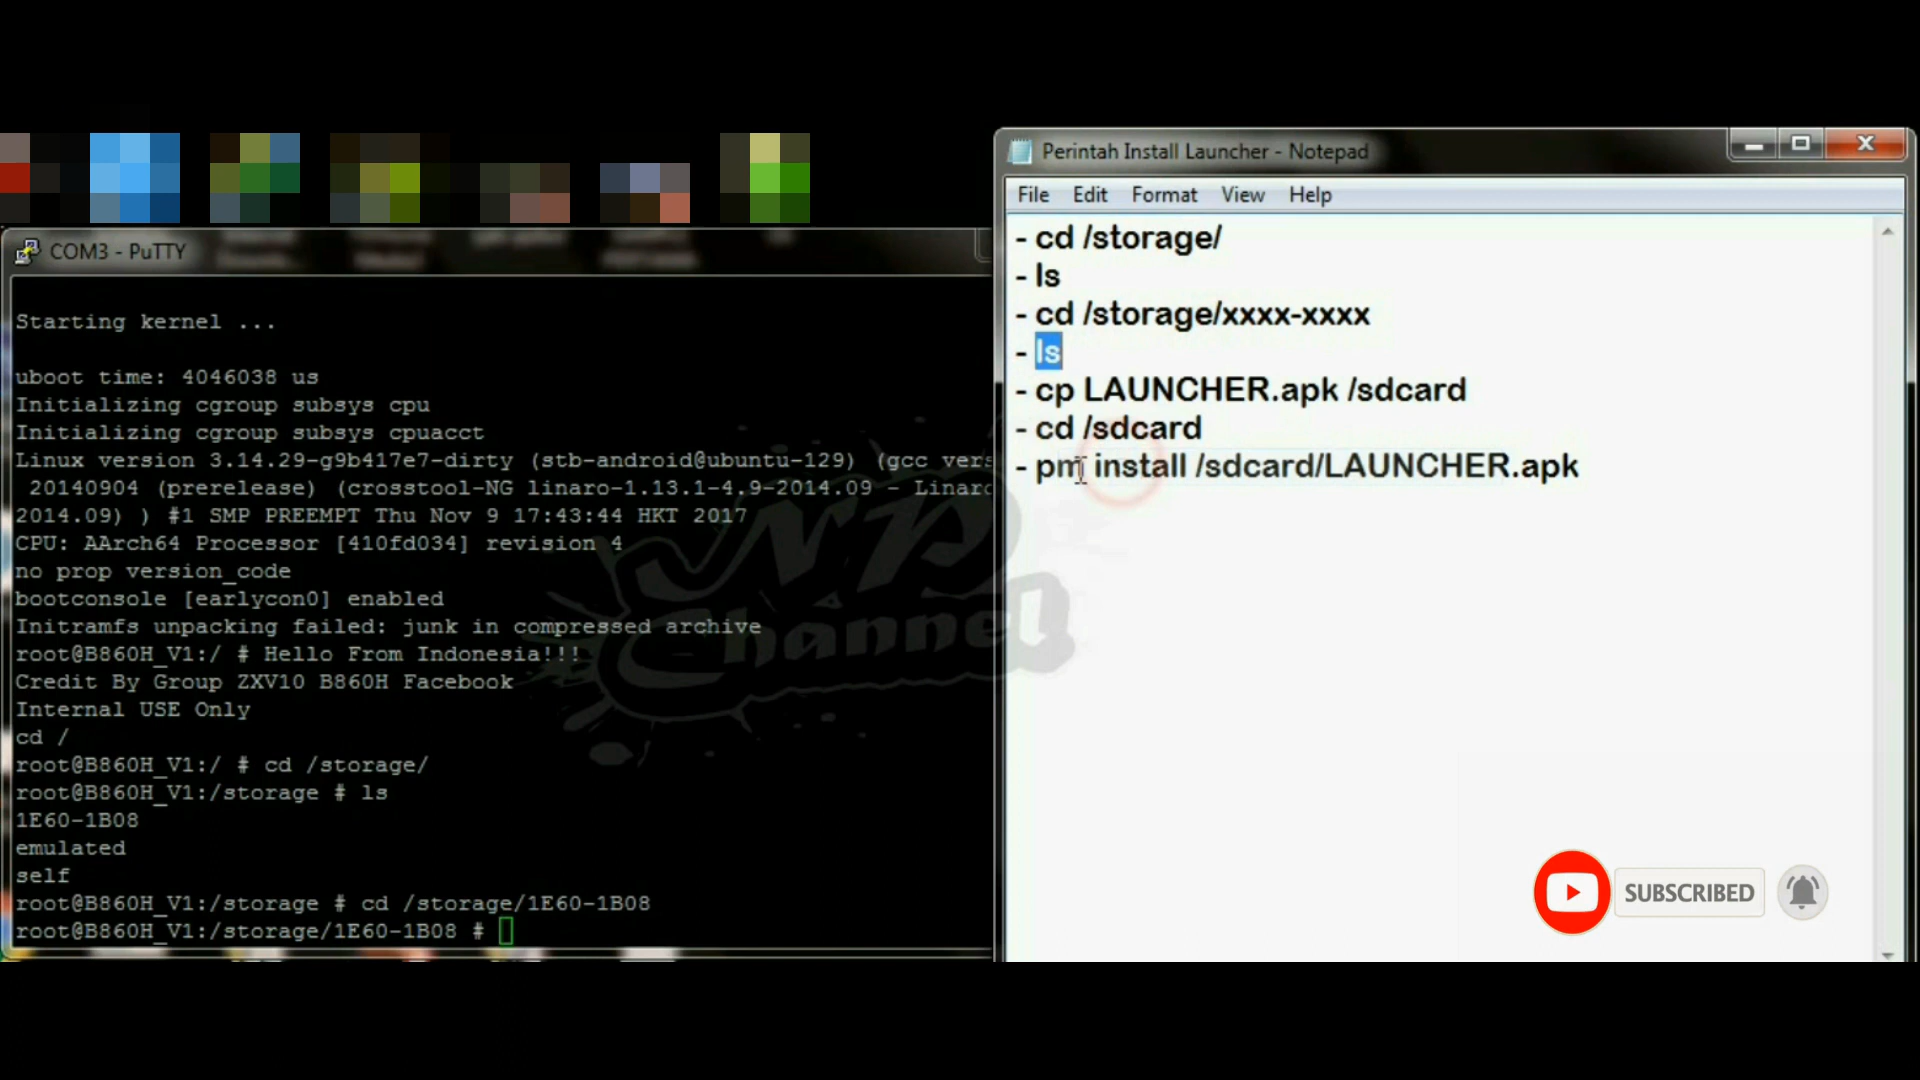 COM3 - PuTTY
Starting kernel ...
uboot time: 4046038 us
Initializing cgroup subsys cpu
Initializing cgroup subsys cpuacct
Linux version 3.14.29-g9b417e7-dirty (stb-android@ubuntu-129) (gcc vers
20140904 (prerelease) (crosstool-NG linaro-1.13.1-4.9-2014.09 - Linaro
2014.09) ) #1 SMP PREEMPT Thu Nov 9 17:43:44 HKT 2017
CPU: AArch64 Processor [410fd034] revision 4
no prop version_code
bootconsole [earlycon0] enabled
Initramfs unpacking failed: junk in compressed archive
root@B860H_V1:/ # Hello From Indonesia!!!
Credit By Group ZXV10 B860H Facebook
Internal USE Only
cd /
root@B860H_V1:/ # cd /storage/
root@B860H_V1:/storage # ls
1E60-1B08
emulated
self
root@B860H_V1:/storage # cd /storage/1E60-1B08
root@B860H_V1:/storage/1E60-1B08 #
ND
Channel
Perintah Install Launcher - Notepad
File Edit Format View Help
- cd /storage/
- ls
- cd /storage/xxxx-xxxx
- ls
- cp LAUNCHER.apk /sdcard
- cd /sdcard
- pm install /sdcard/LAUNCHER.apk
SUBSCRIBED